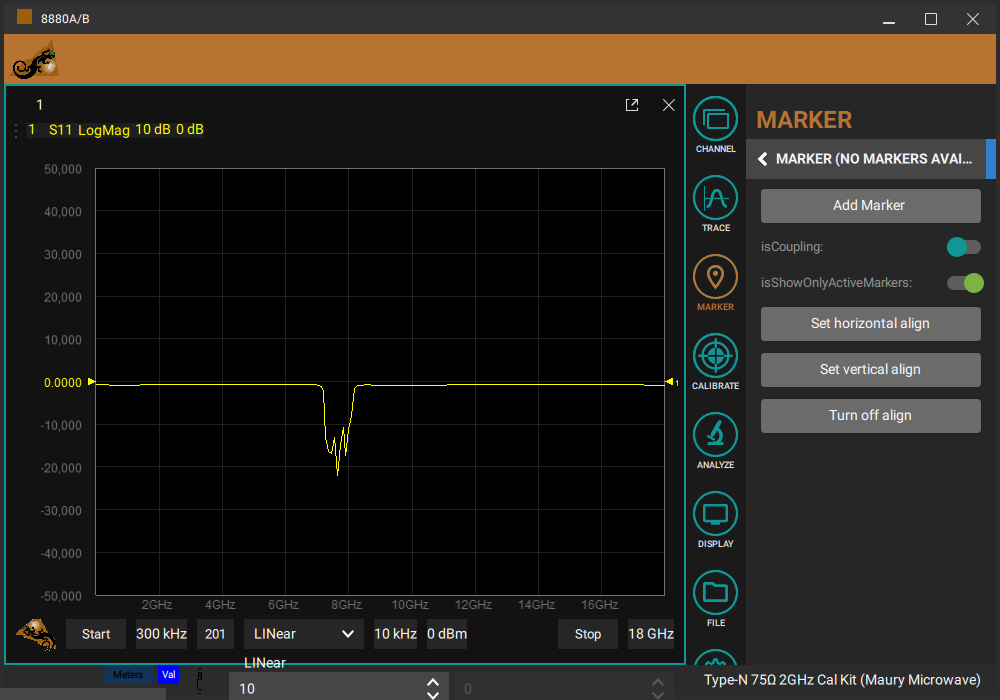 8880A/B
1
1 S11 LogMag 10 dB 0 dB
50,000
40,000
30,000
20,000
10,000
0.0000
1
-10,000
-20,000
-30,000
-40,000
-50,000
2GHz 4GHz 6GHz 8GHz 10GHz 12GHz 14GHz 16GHz
Start 300 kHz 201 LINear 10 kHz 0 dBm Stop 18 GHz
LINear
Meters Val
10 0
CHANNEL
TRACE
MARKER
CALIBRATE
ANALYZE
DISPLAY
FILE
MARKER
MARKER (NO MARKERS AVAI...
Add Marker
isCoupling:
isShowOnlyActiveMarkers:
Set horizontal align
Set vertical align
Turn off align
Type-N 75Ω 2GHz Cal Kit (Maury Microwave)